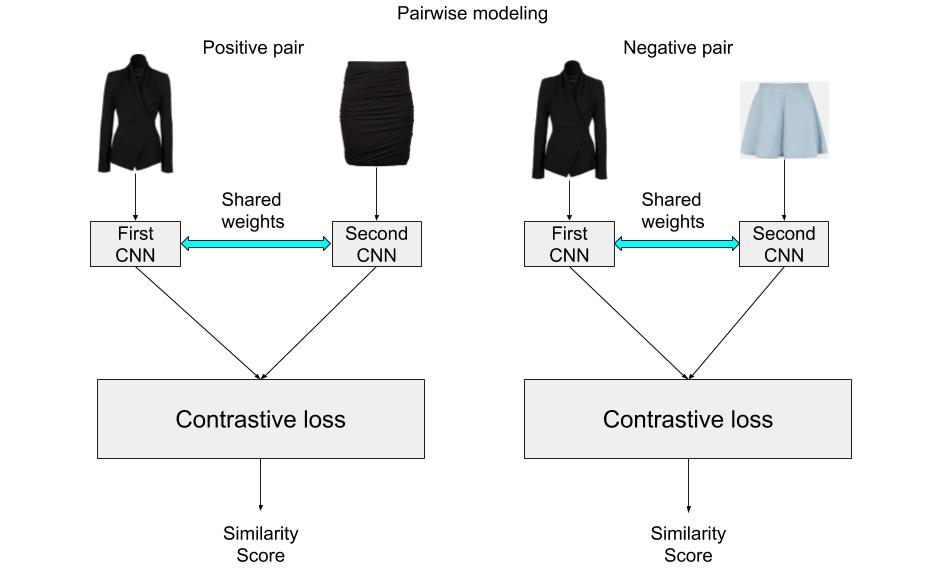 Pairwise modeling
Positive pair
Negative pair
Shared
weights
First
CNN
Second
CNN
Shared
weights
First
CNN
Second
CNN
Contrastive loss
Contrastive loss
Similarity
Score
Similarity
Score